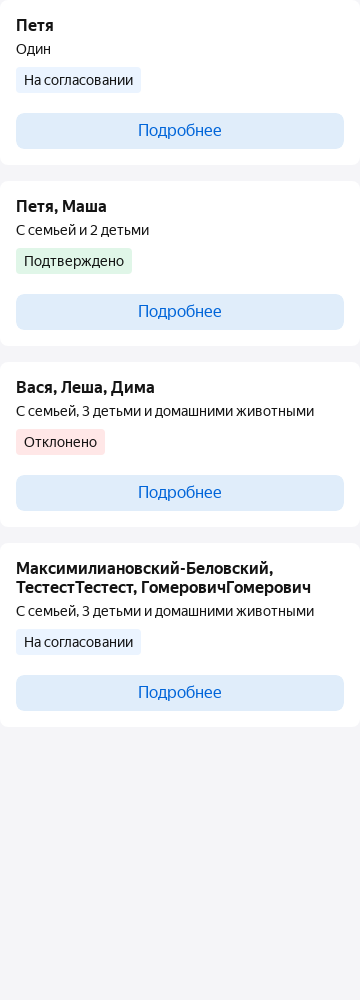 Петя
Один
На согласовании
Подробнее
Петя, Маша
С семьей и 2 детьми
Подтверждено
Подробнее
Вася, Леша, Дима
С семьей, 3 детьми и домашними животными
Отклонено
Подробнее
Максимилиановский-Беловский,
ТестестТестест, ГомеровичГомерович
С семьей, 3 детьми и домашними животными
На согласовании
Подробнее